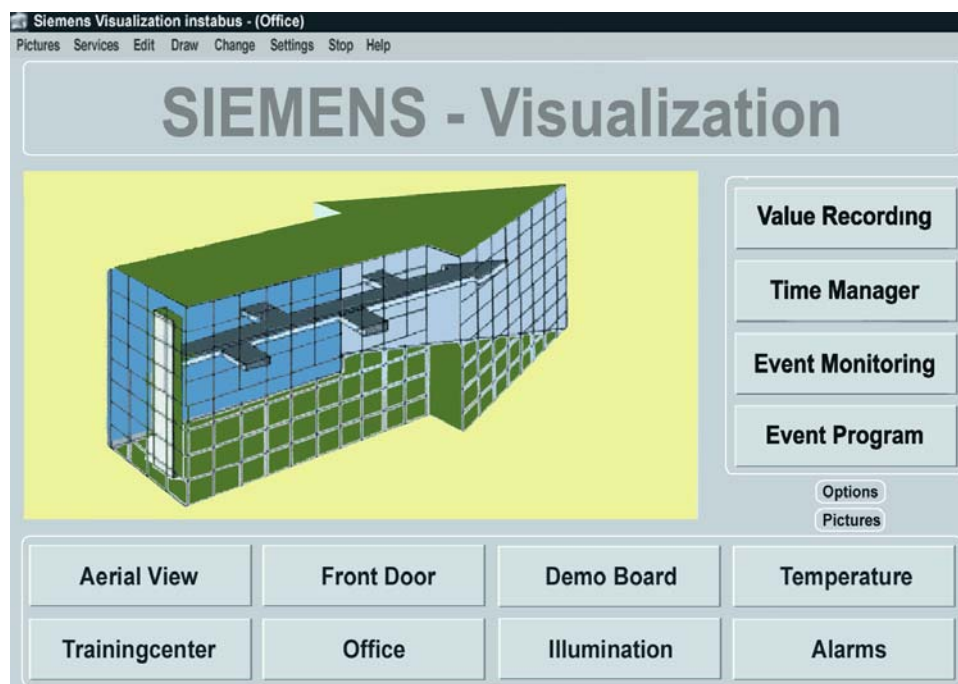 Siemens Visualization instabus - (Office)
Pictures Services Edit Draw Change Settings Stop Help
SIEMENS - Visualization
Value Recording
Time Manager
Event Monitoring
Event Program
Options
Pictures
Aerial View Front Door Demo Board Temperature
Trainingcenter Office Illumination Alarms